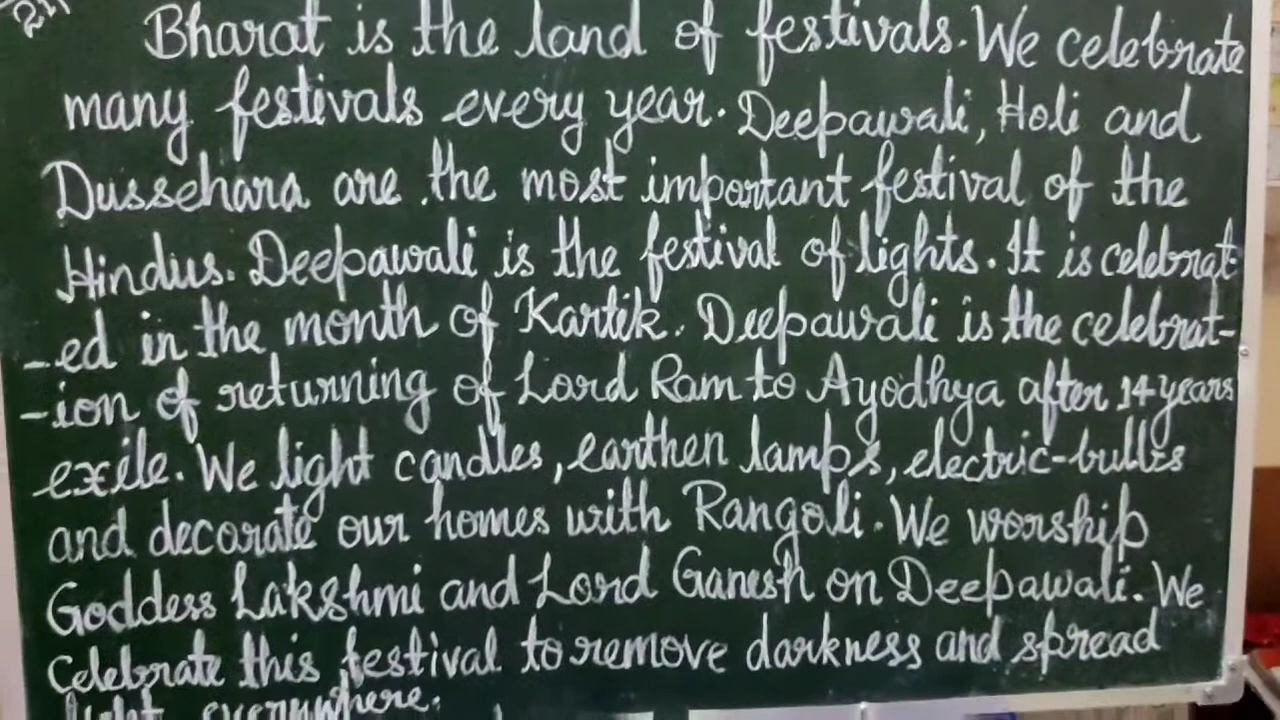 Bharat is the land of festivals. We celebrate
many festivals every year. Deepawali, Holi and
Dussehara are the most important festival of the
Hindus. Deepawali is the festival of lights. It is celebrat
-ed in the month of Kartik. Deepawali is the celebrat-
-ion of returning of Lord Ram to Ayodhya after 14 years
exile. We light candles, earthen lamps, electric-bulbs
and decorate our homes with Rangoli. We worship
Goddess Lakshmi and Lord Ganesh on Deepawali. We
Celebrate this festival to remove darkness and spread
light everywhere.